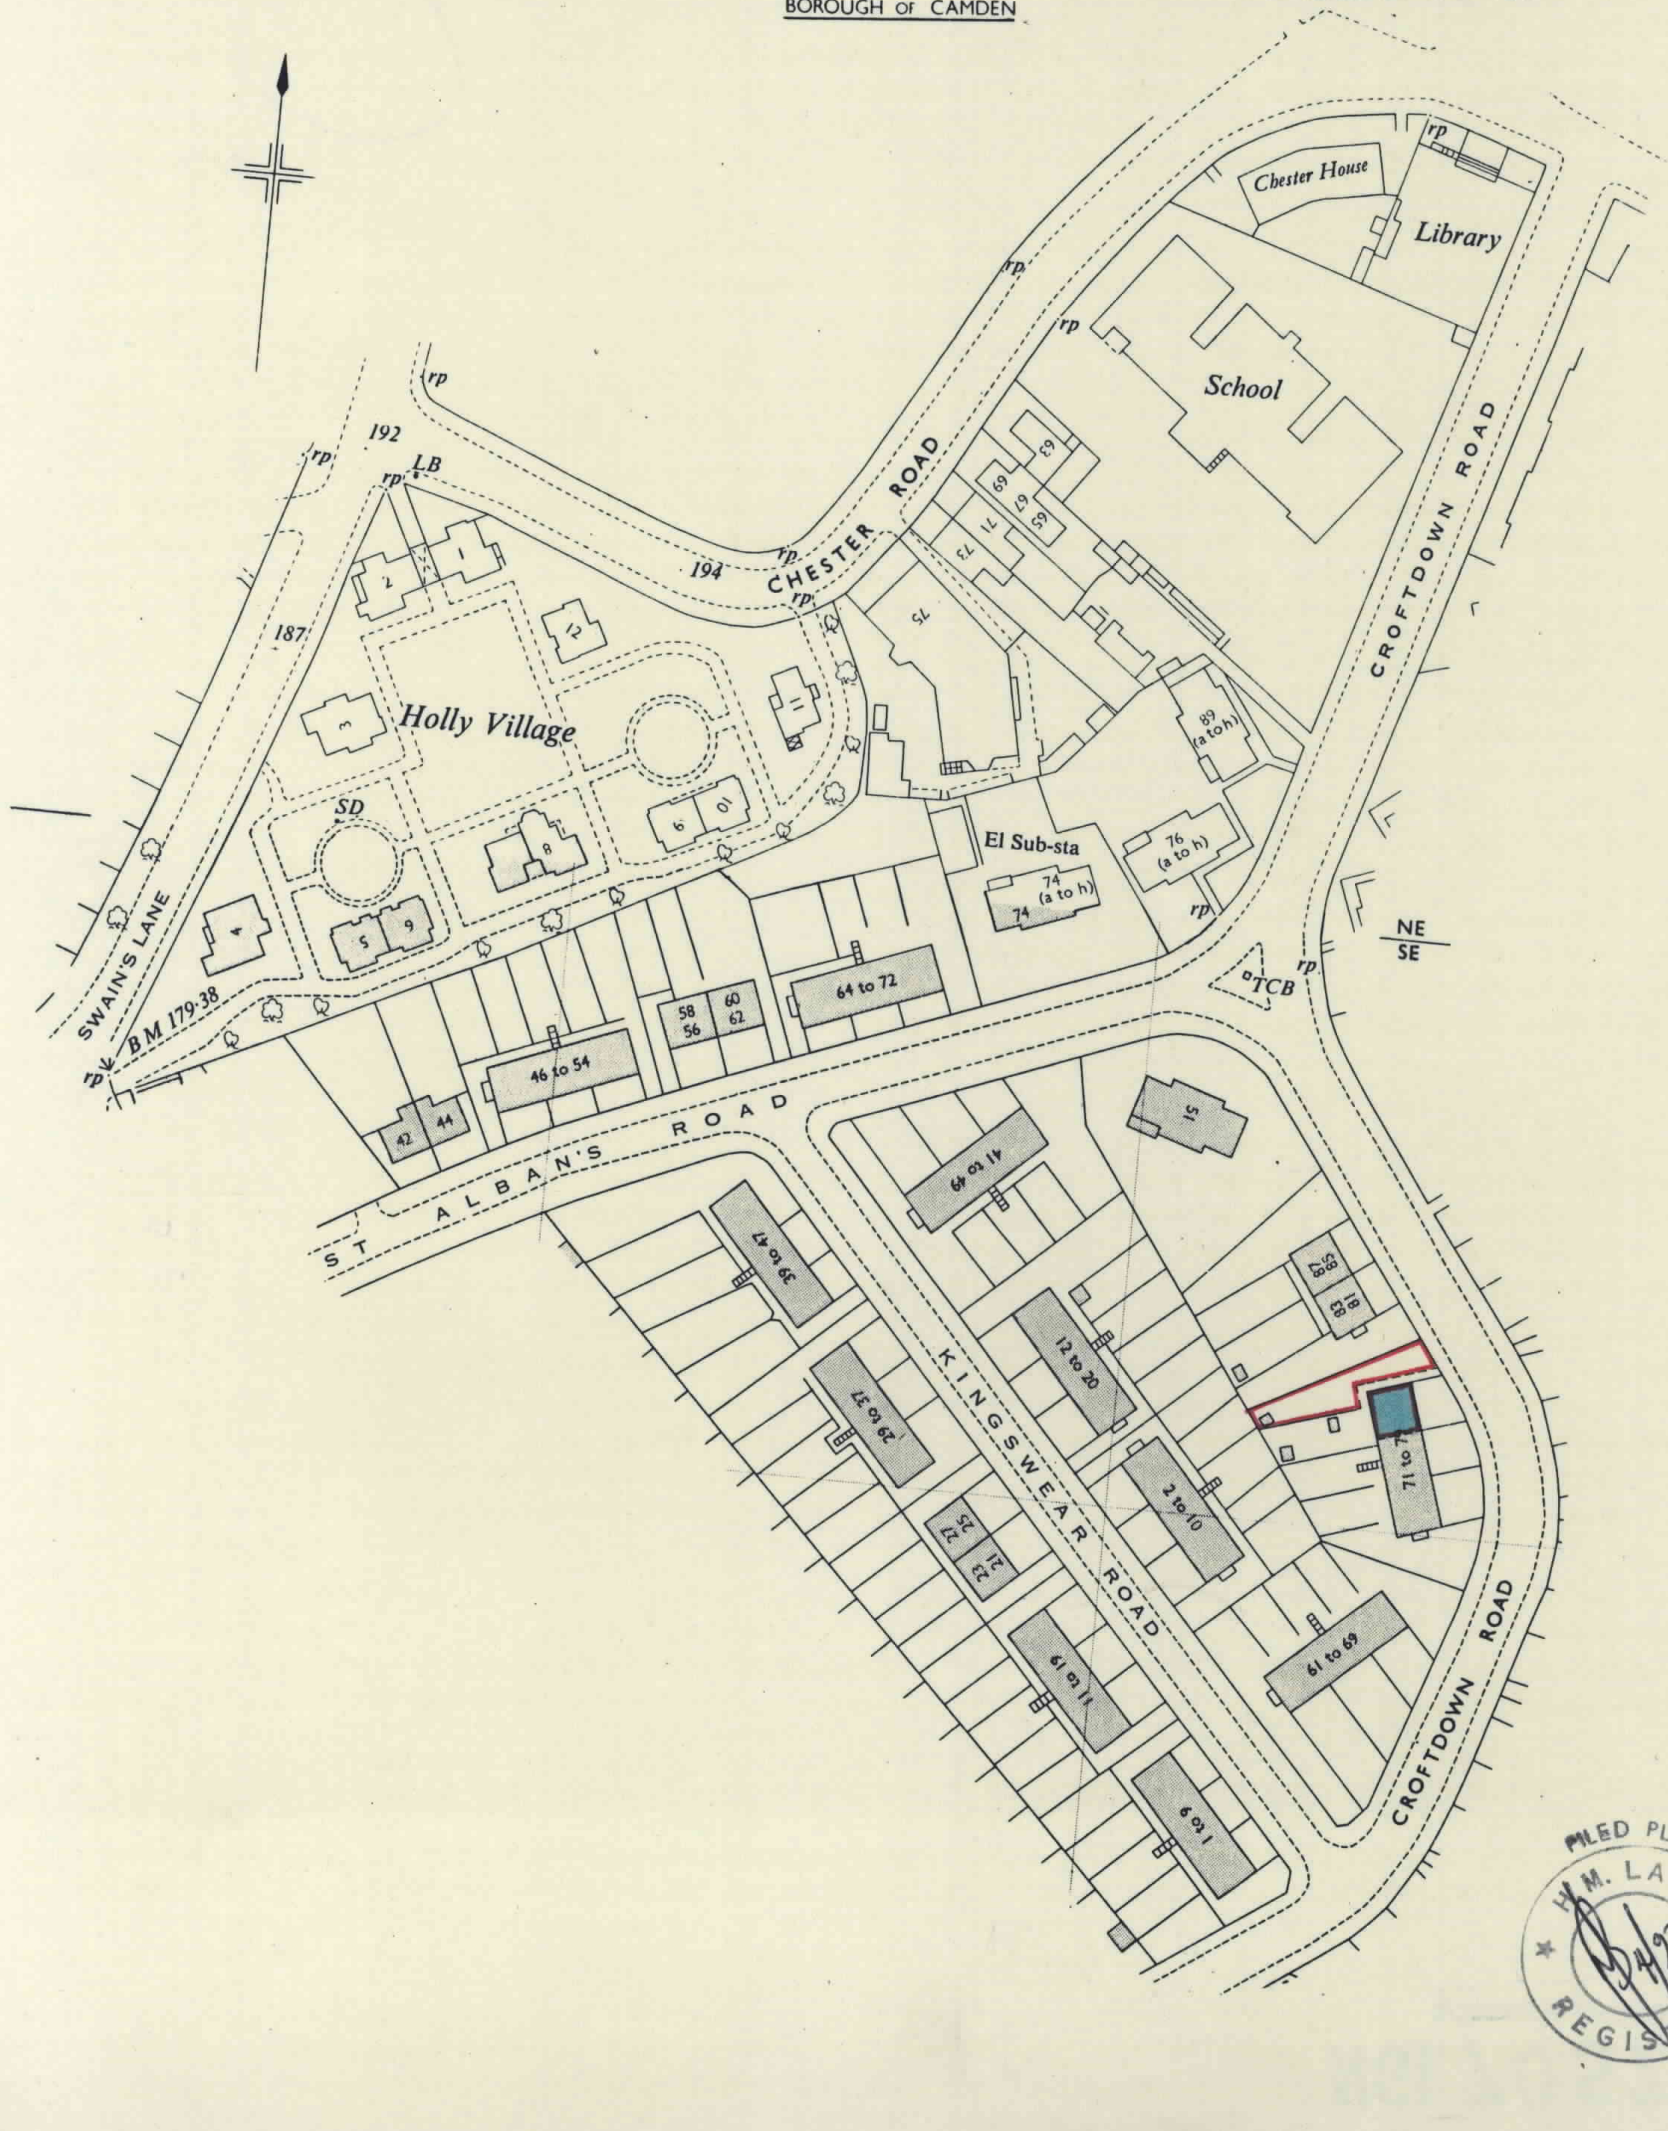 BOROUGH OF CAMDEN
rp
Chester House
Library
rp
rp
School
rp
192
rp
LB
rp
CROFTDOWN ROAD
63
69
67
65
71
73
CHESTER ROAD
rp
194
rp
2
1
12
75
187
3
Holly Village
11
89
(a to h)
SD
10
9
8
El Sub-sta
76
(a to h)
74
(a to h)
74
rp
4
5
6
NE
SE
rp
TCB
SWAIN'S LANE
BM 179·38
rp
64 to 72
58
56
60
62
46 to 54
42
44
ST ALBAN'S ROAD
51
41 to 49
39 to 47
85
87
81
83
12 to 20
29 to 37
KINGSWEAR ROAD
71 to 7
2 to 10
25
27
21
23
61 to 69
11 to 19
CROFTDOWN ROAD
1 to 9
FILED PL
H.M. LA
REGIS